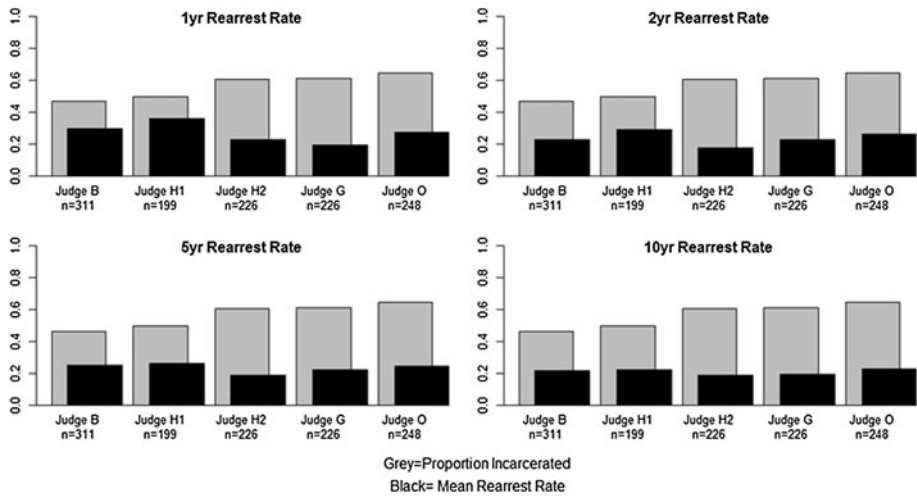 1yr Rearrest Rate
1.0
0.8
0.6
0.4
0.2
0.0
Judge B Judge H1 Judge H2 Judge G Judge O
n=311 n=199 n=226 n=226 n=248
2yr Rearrest Rate
1.0
0.8
0.6
0.4
0.2
0.0
Judge B Judge H1 Judge H2 Judge G Judge O
n=311 n=199 n=226 n=226 n=248
5yr Rearrest Rate
1.0
0.8
0.6
0.4
0.2
0.0
Judge B Judge H1 Judge H2 Judge G Judge O
n=311 n=199 n=226 n=226 n=248
10yr Rearrest Rate
1.0
0.8
0.6
0.4
0.2
0.0
Judge B Judge H1 Judge H2 Judge G Judge O
n=311 n=199 n=226 n=226 n=248
Grey=Proportion Incarcerated
Black= Mean Rearrest Rate